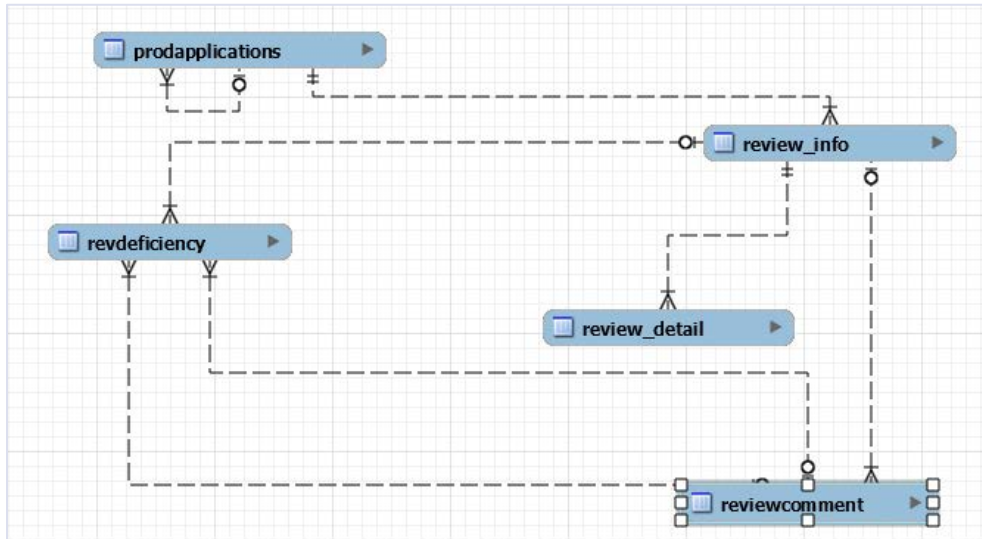 prodapplications
review_info
revdeficiency
review_detail
reviewcomment